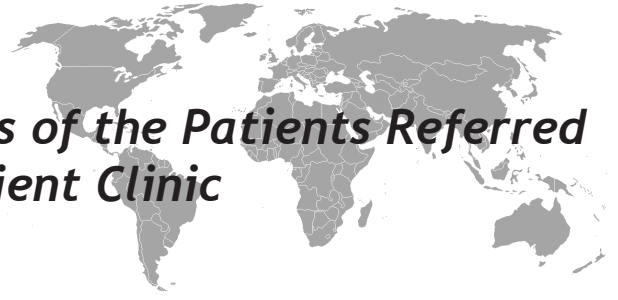 s of the Patients Referred
ient Clinic